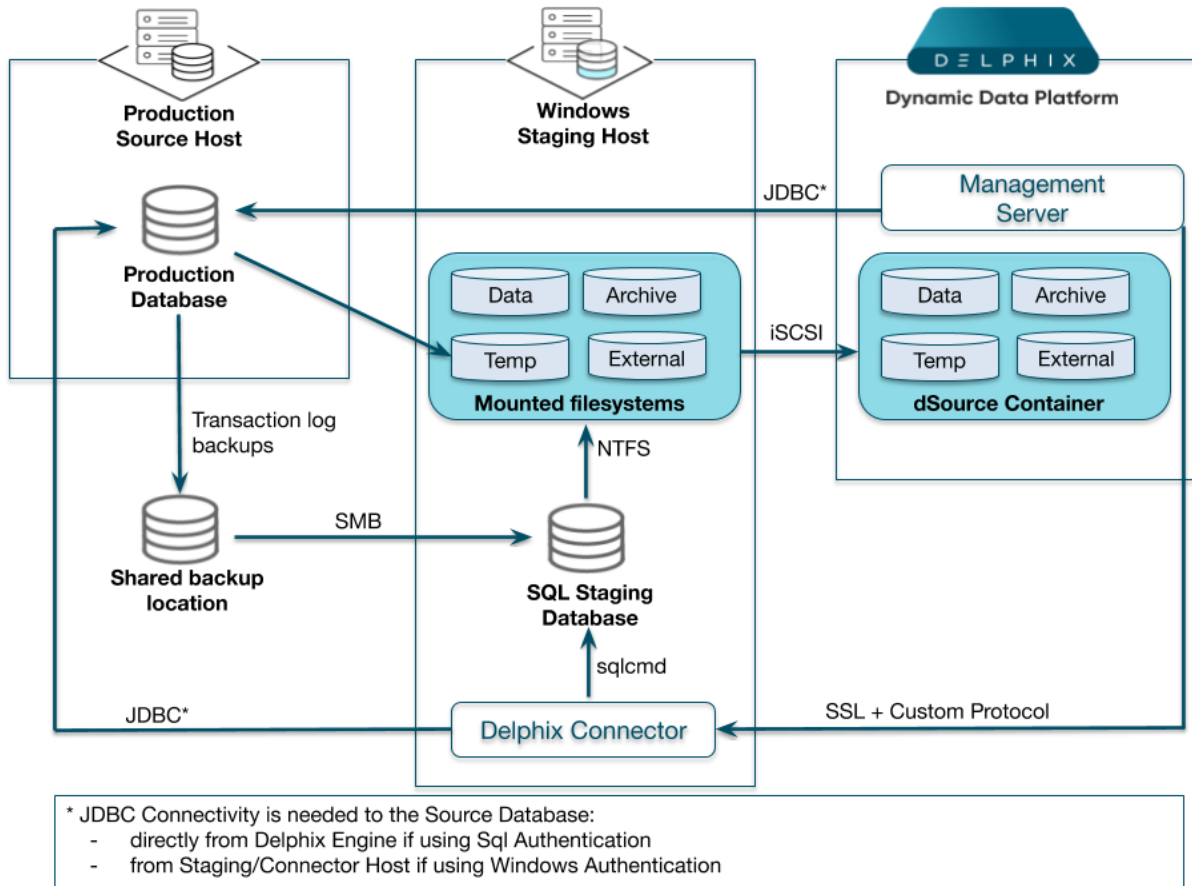 Production
Source Host
Windows
Staging Host
DELPHIX
Dynamic Data Platform
JDBC*
Management
Server
Production
Database
Data
Archive
Temp
External
Mounted filesystems
iSCSI
Data
Archive
Temp
External
dSource Container
Transaction log
backups
NTFS
SMB
Shared backup
location
SQL Staging
Database
sqlcmd
JDBC*
Delphix Connector
SSL + Custom Protocol
* JDBC Connectivity is needed to the Source Database:
- directly from Delphix Engine if using Sql Authentication
- from Staging/Connector Host if using Windows Authentication